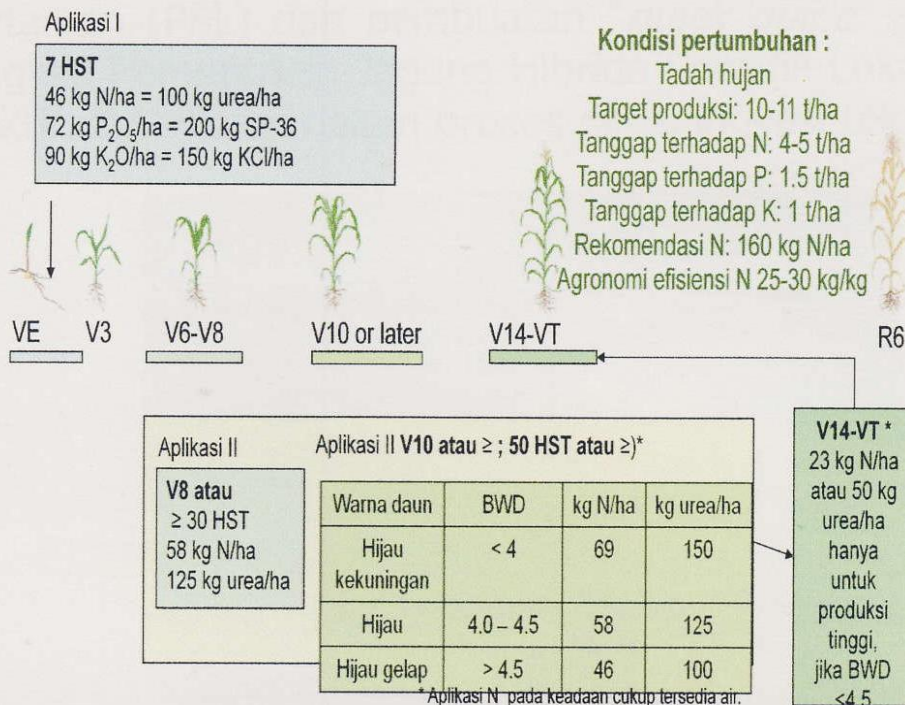 Aplikasi I
7 HST
46 kg N/ha = 100 kg urea/ha
72 kg P₂O₅/ha = 200 kg SP-36
90 kg K₂O/ha = 150 kg KCl/ha
Kondisi pertumbuhan :
Tadah hujan
Target produksi: 10-11 t/ha
Tanggap terhadap N: 4-5 t/ha
Tanggap terhadap P: 1.5 t/ha
Tanggap terhadap K: 1 t/ha
Rekomendasi N: 160 kg N/ha
Agronomi efisiensi N 25-30 kg/kg
VE V3 V6-V8 V10 or later V14-VT R6
Aplikasi II
V8 atau
≥ 30 HST
58 kg N/ha
125 kg urea/ha
Aplikasi II V10 atau ≥ ; 50 HST atau ≥)*
Warna daun BWD kg N/ha kg urea/ha
Hijau kekuningan < 4 69 150
Hijau 4.0 – 4.5 58 125
Hijau gelap > 4.5 46 100
* Aplikasi N pada keadaan cukup tersedia air.
V14-VT *
23 kg N/ha
atau 50 kg
urea/ha
hanya
untuk
produksi
tinggi,
jika BWD
<4.5